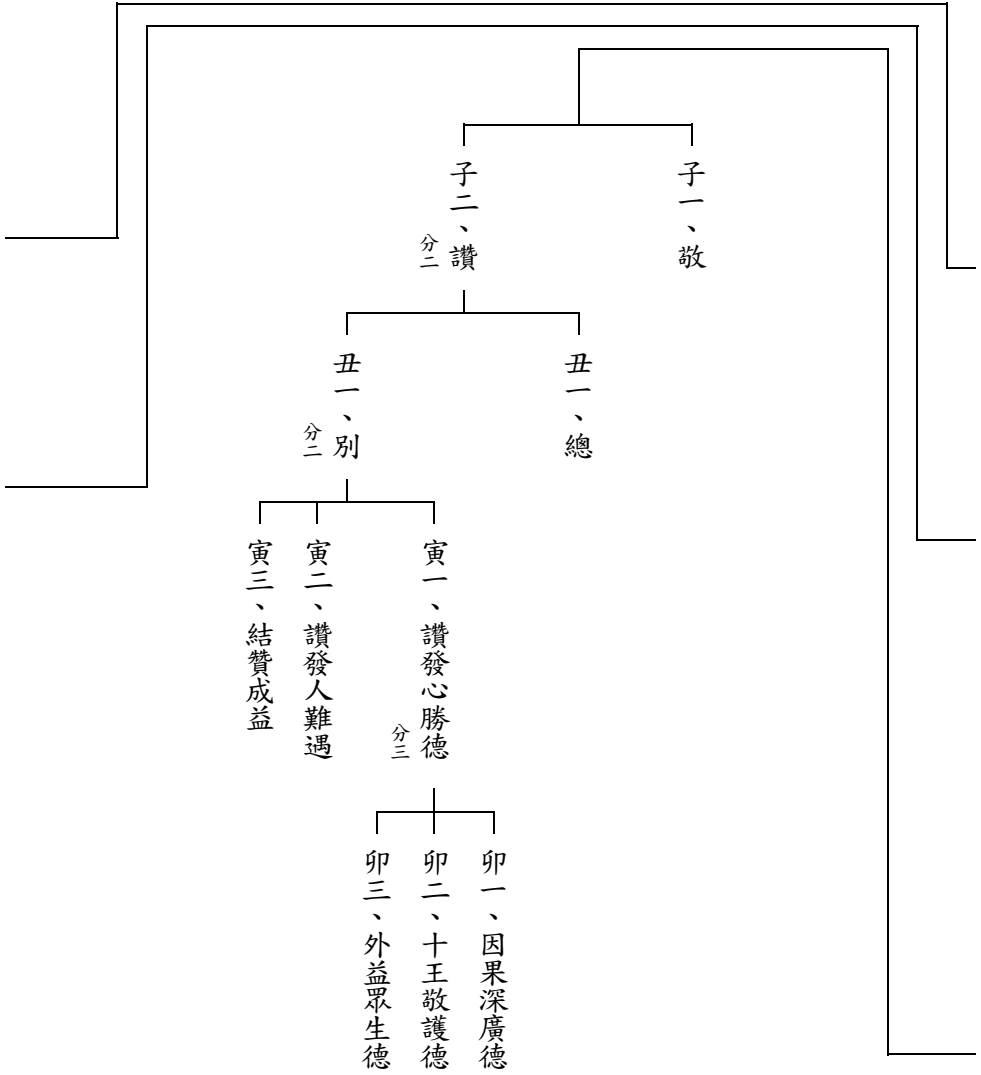 子一、敬
子二、讚
分二
丑一、總
丑一、別
分二
寅一、讚發心勝德
分三
寅二、讚發人難遇
寅三、結贊成益
卯一、因果深廣德
卯二、十王敬護德
卯三、外益眾生德